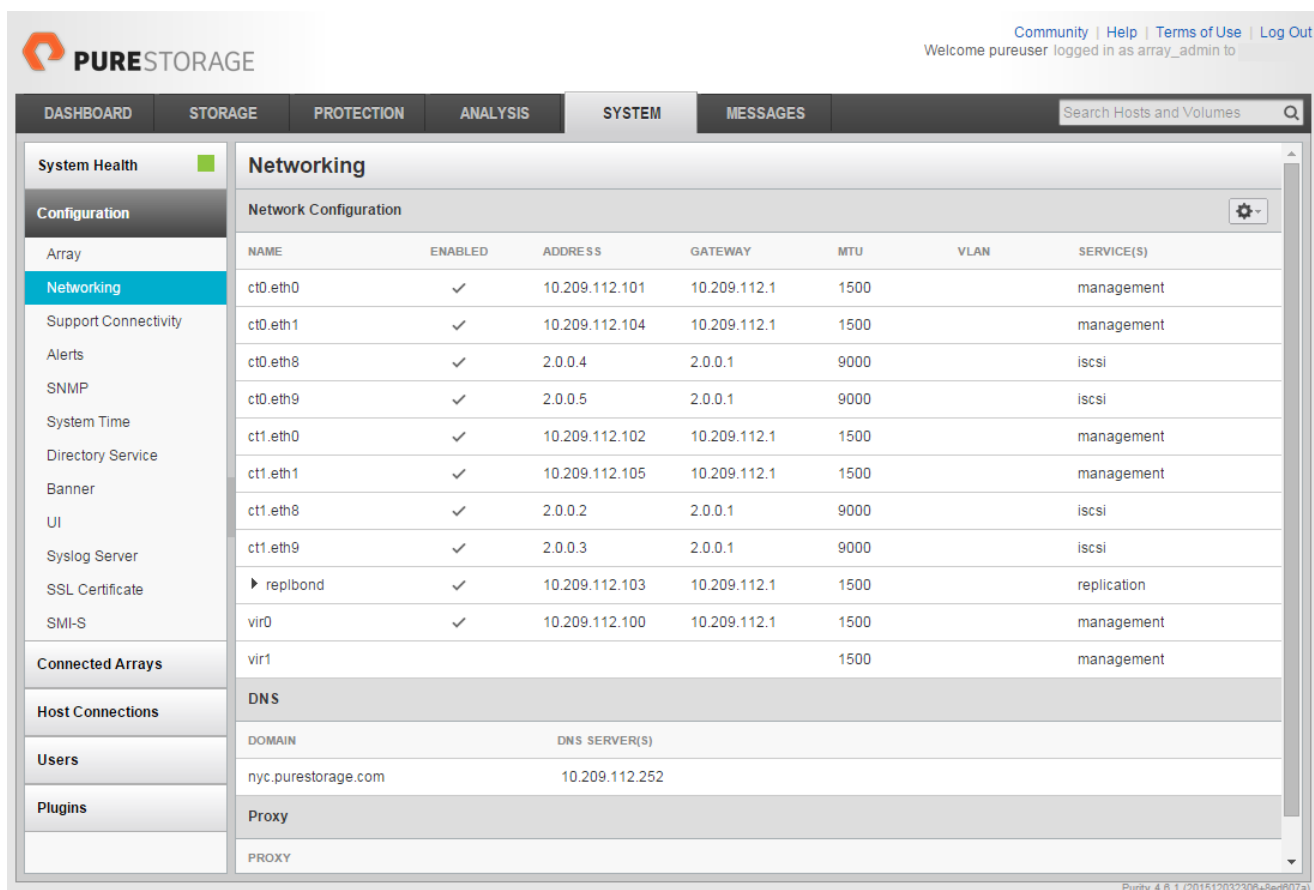 Community | Help | Terms of Use | Log Out
PURESTORAGE
Welcome pureuser logged in as array_admin to
DASHBOARD STORAGE PROTECTION ANALYSIS SYSTEM MESSAGES Search Hosts and Volumes
System Health
Configuration
Array
Networking
Support Connectivity
Alerts
SNMP
System Time
Directory Service
Banner
UI
Syslog Server
SSL Certificate
SMI-S
Connected Arrays
Host Connections
Users
Plugins
Networking
Network Configuration
NAME ENABLED ADDRESS GATEWAY MTU VLAN SERVICE(S)
ct0.eth0 ✓ 10.209.112.101 10.209.112.1 1500 management
ct0.eth1 ✓ 10.209.112.104 10.209.112.1 1500 management
ct0.eth8 ✓ 2.0.0.4 2.0.0.1 9000 iscsi
ct0.eth9 ✓ 2.0.0.5 2.0.0.1 9000 iscsi
ct1.eth0 ✓ 10.209.112.102 10.209.112.1 1500 management
ct1.eth1 ✓ 10.209.112.105 10.209.112.1 1500 management
ct1.eth8 ✓ 2.0.0.2 2.0.0.1 9000 iscsi
ct1.eth9 ✓ 2.0.0.3 2.0.0.1 9000 iscsi
replbond ✓ 10.209.112.103 10.209.112.1 1500 replication
vir0 ✓ 10.209.112.100 10.209.112.1 1500 management
vir1 1500 management
DNS
DOMAIN DNS SERVER(S)
nyc.purestorage.com 10.209.112.252
Proxy
PROXY
Purity 4.6.1 (201512032306+8ed607a)